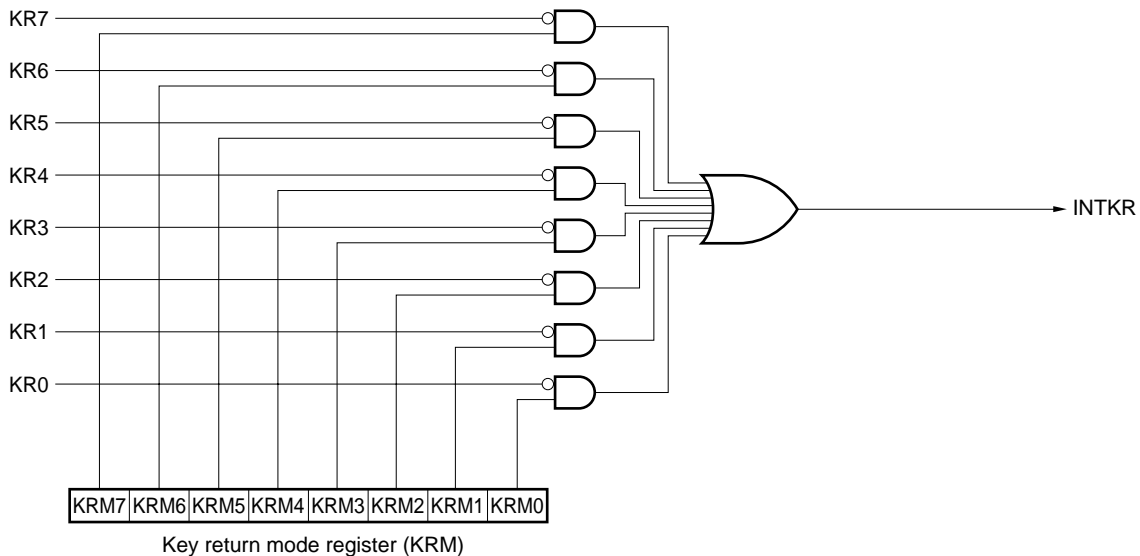 KR7
KR6
KR5
KR4
KR3
INTKR
KR2
KR1
KR0
KRM7 KRM6 KRM5 KRM4 KRM3 KRM2 KRM1 KRM0
Key return mode register (KRM)